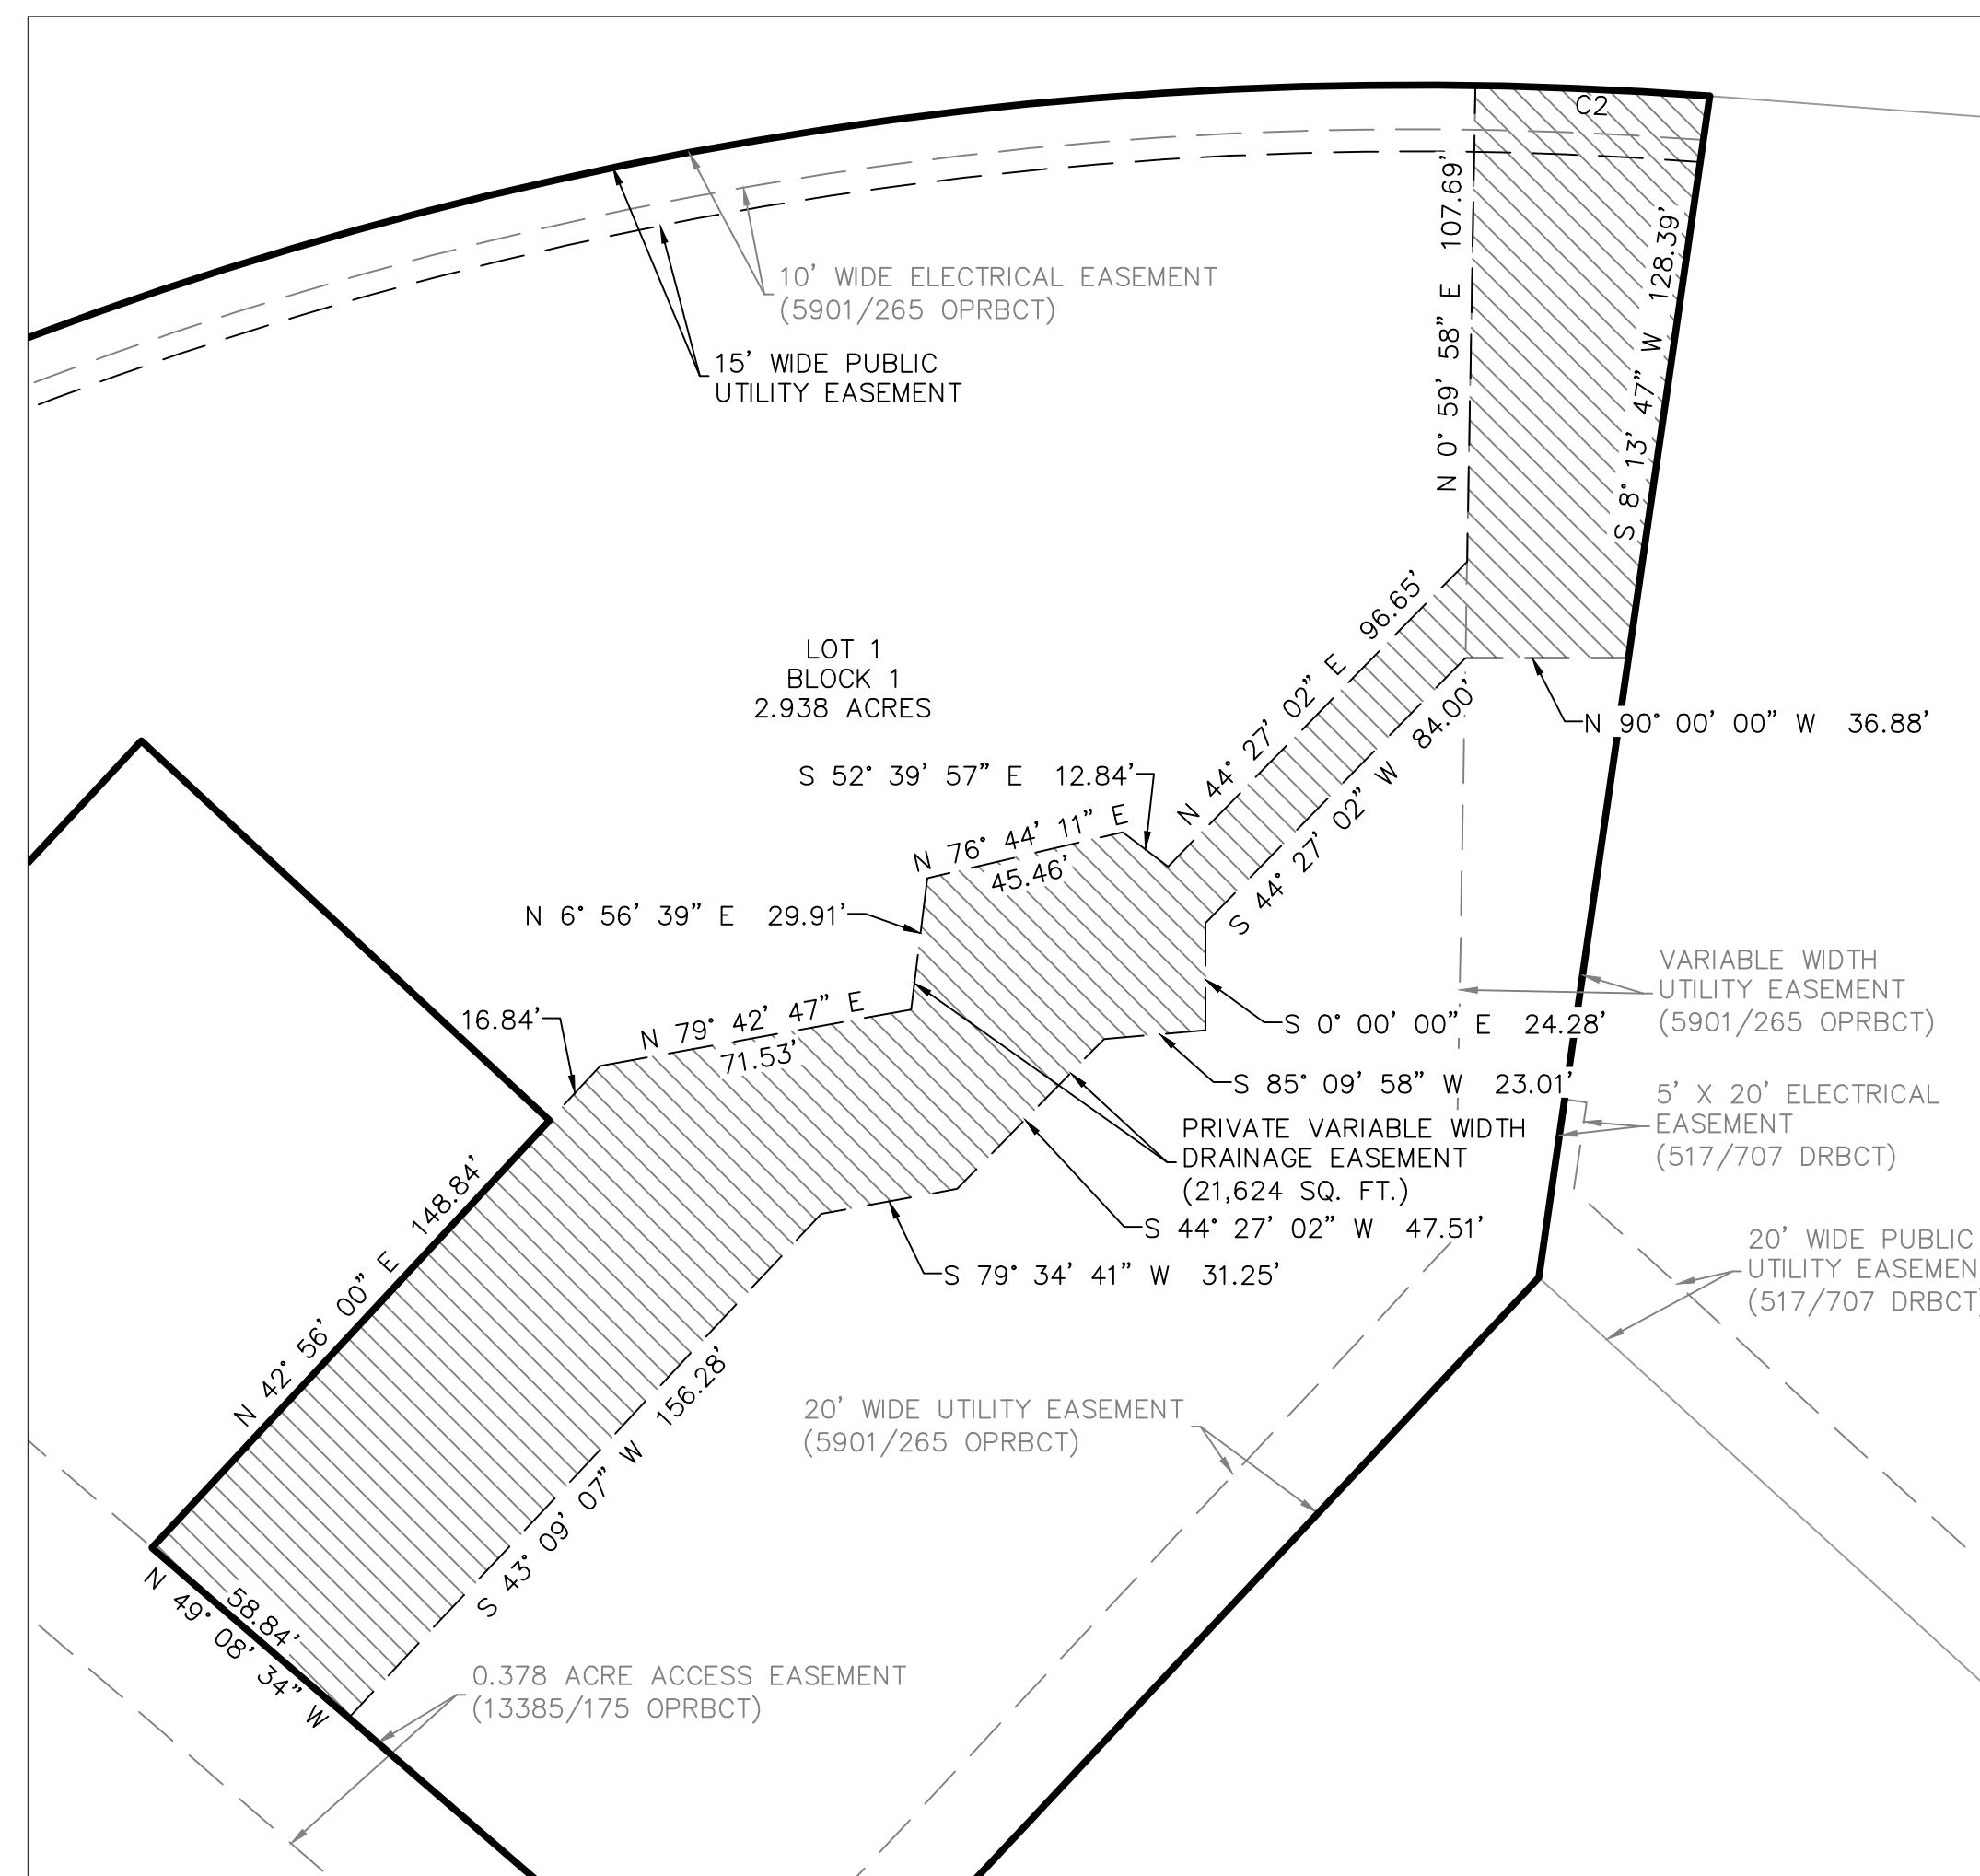 C2
N 0° 59' 58" E 107.69'
S 8° 13' 47" W 128.39'
10' WIDE ELECTRICAL EASEMENT
(5901/265 OPRBCT)
15' WIDE PUBLIC
UTILITY EASEMENT
LOT 1
BLOCK 1
2.938 ACRES
N 44° 27' 02" E 96.65'
S 44° 27' 02" W 84.00'
N 90° 00' 00" W 36.88'
S 52° 39' 57" E 12.84'
N 76° 44' 11" E
45.46'
N 6° 56' 39" E 29.91'
VARIABLE WIDTH
UTILITY EASEMENT
(5901/265 OPRBCT)
16.84'
N 79° 42' 47" E
71.53'
S 0° 00' 00" E 24.28'
S 85° 09' 58" W 23.01'
5' X 20' ELECTRICAL
EASEMENT
(517/707 DRBCT)
PRIVATE VARIABLE WIDTH
DRAINAGE EASEMENT
(21,624 SQ. FT.)
S 44° 27' 02" W 47.51'
S 79° 34' 41" W 31.25'
20' WIDE PUBLIC
UTILITY EASEMEN
(517/707 DRBCT)
N 42° 56' 00" E 148.84'
S 43° 09' 07" W 156.28'
20' WIDE UTILITY EASEMENT
(5901/265 OPRBCT)
58.84'
N 49° 08' 34" W
0.378 ACRE ACCESS EASEMENT
(13385/175 OPRBCT)